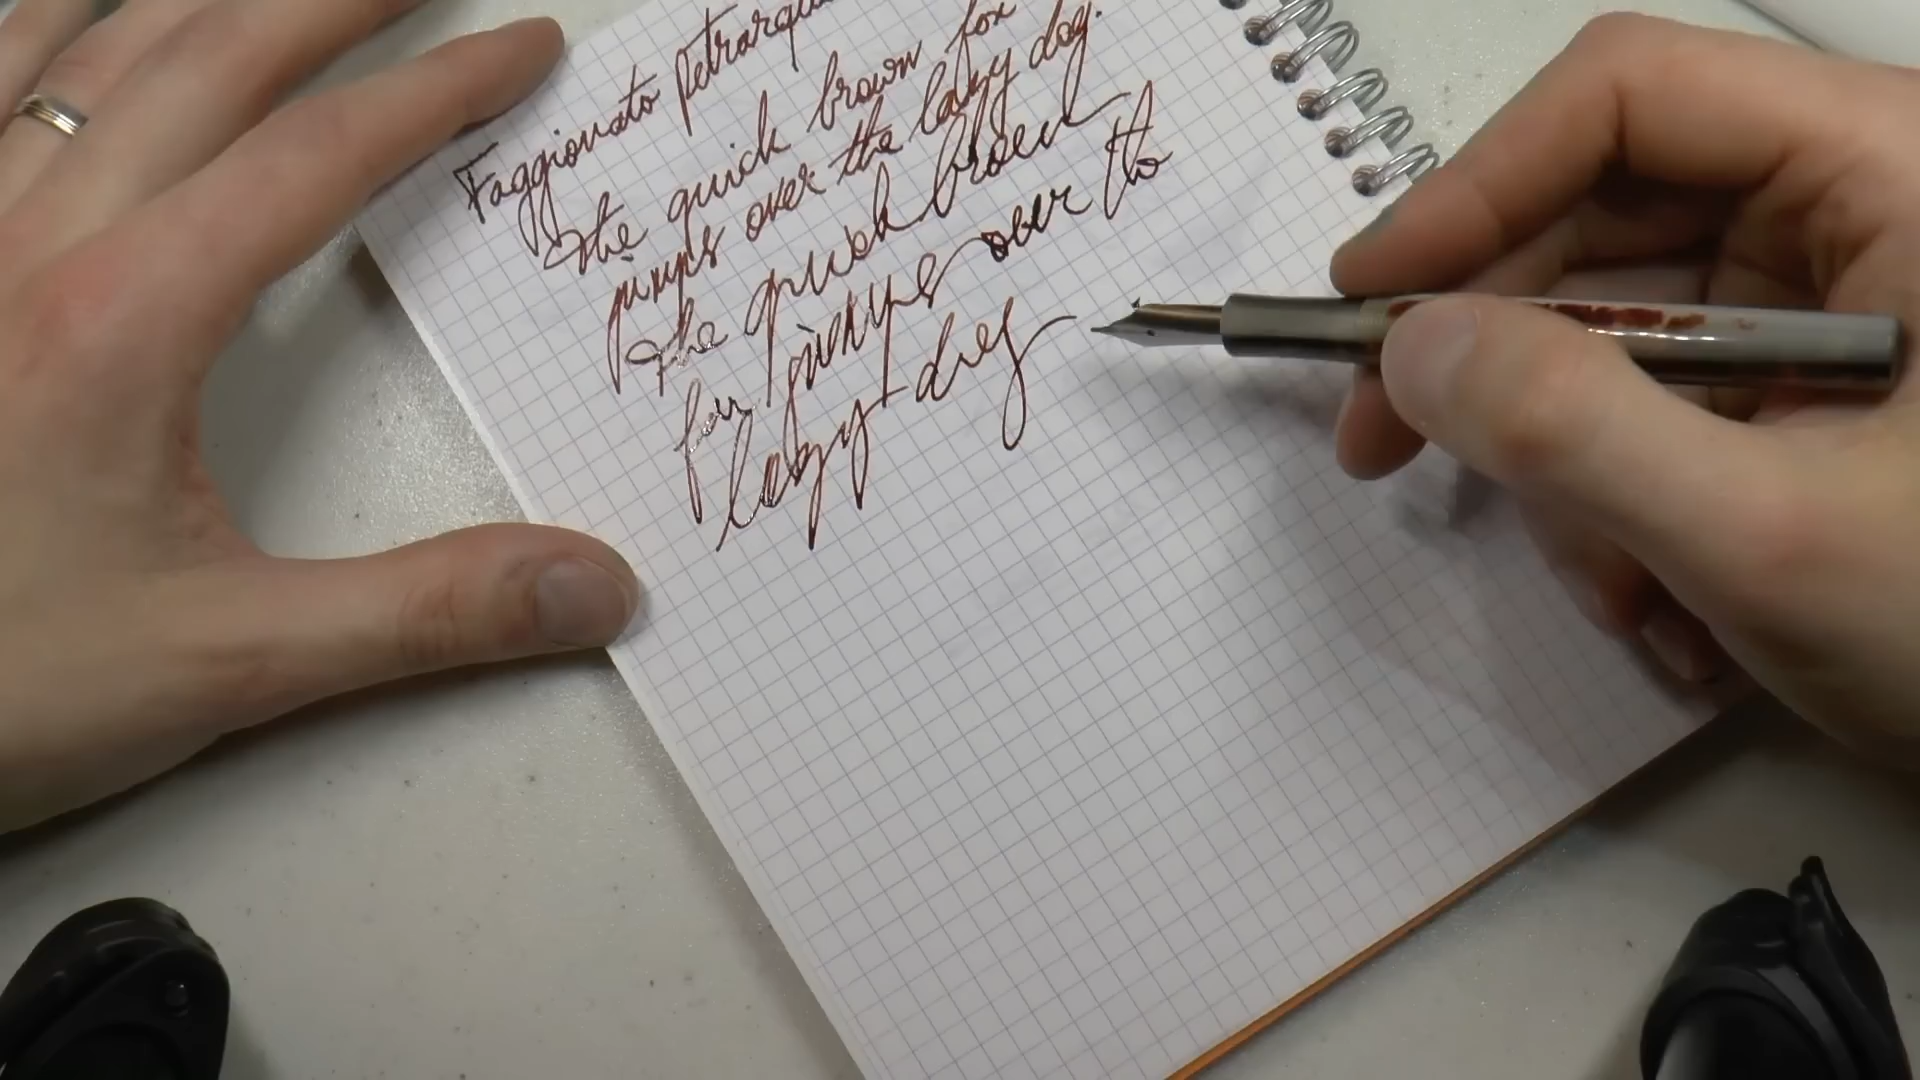 Faggionato Petrarqu
the quick brown fox
jumps over the lazy dog.
the quick brown
fox jumps over the
lazy dog